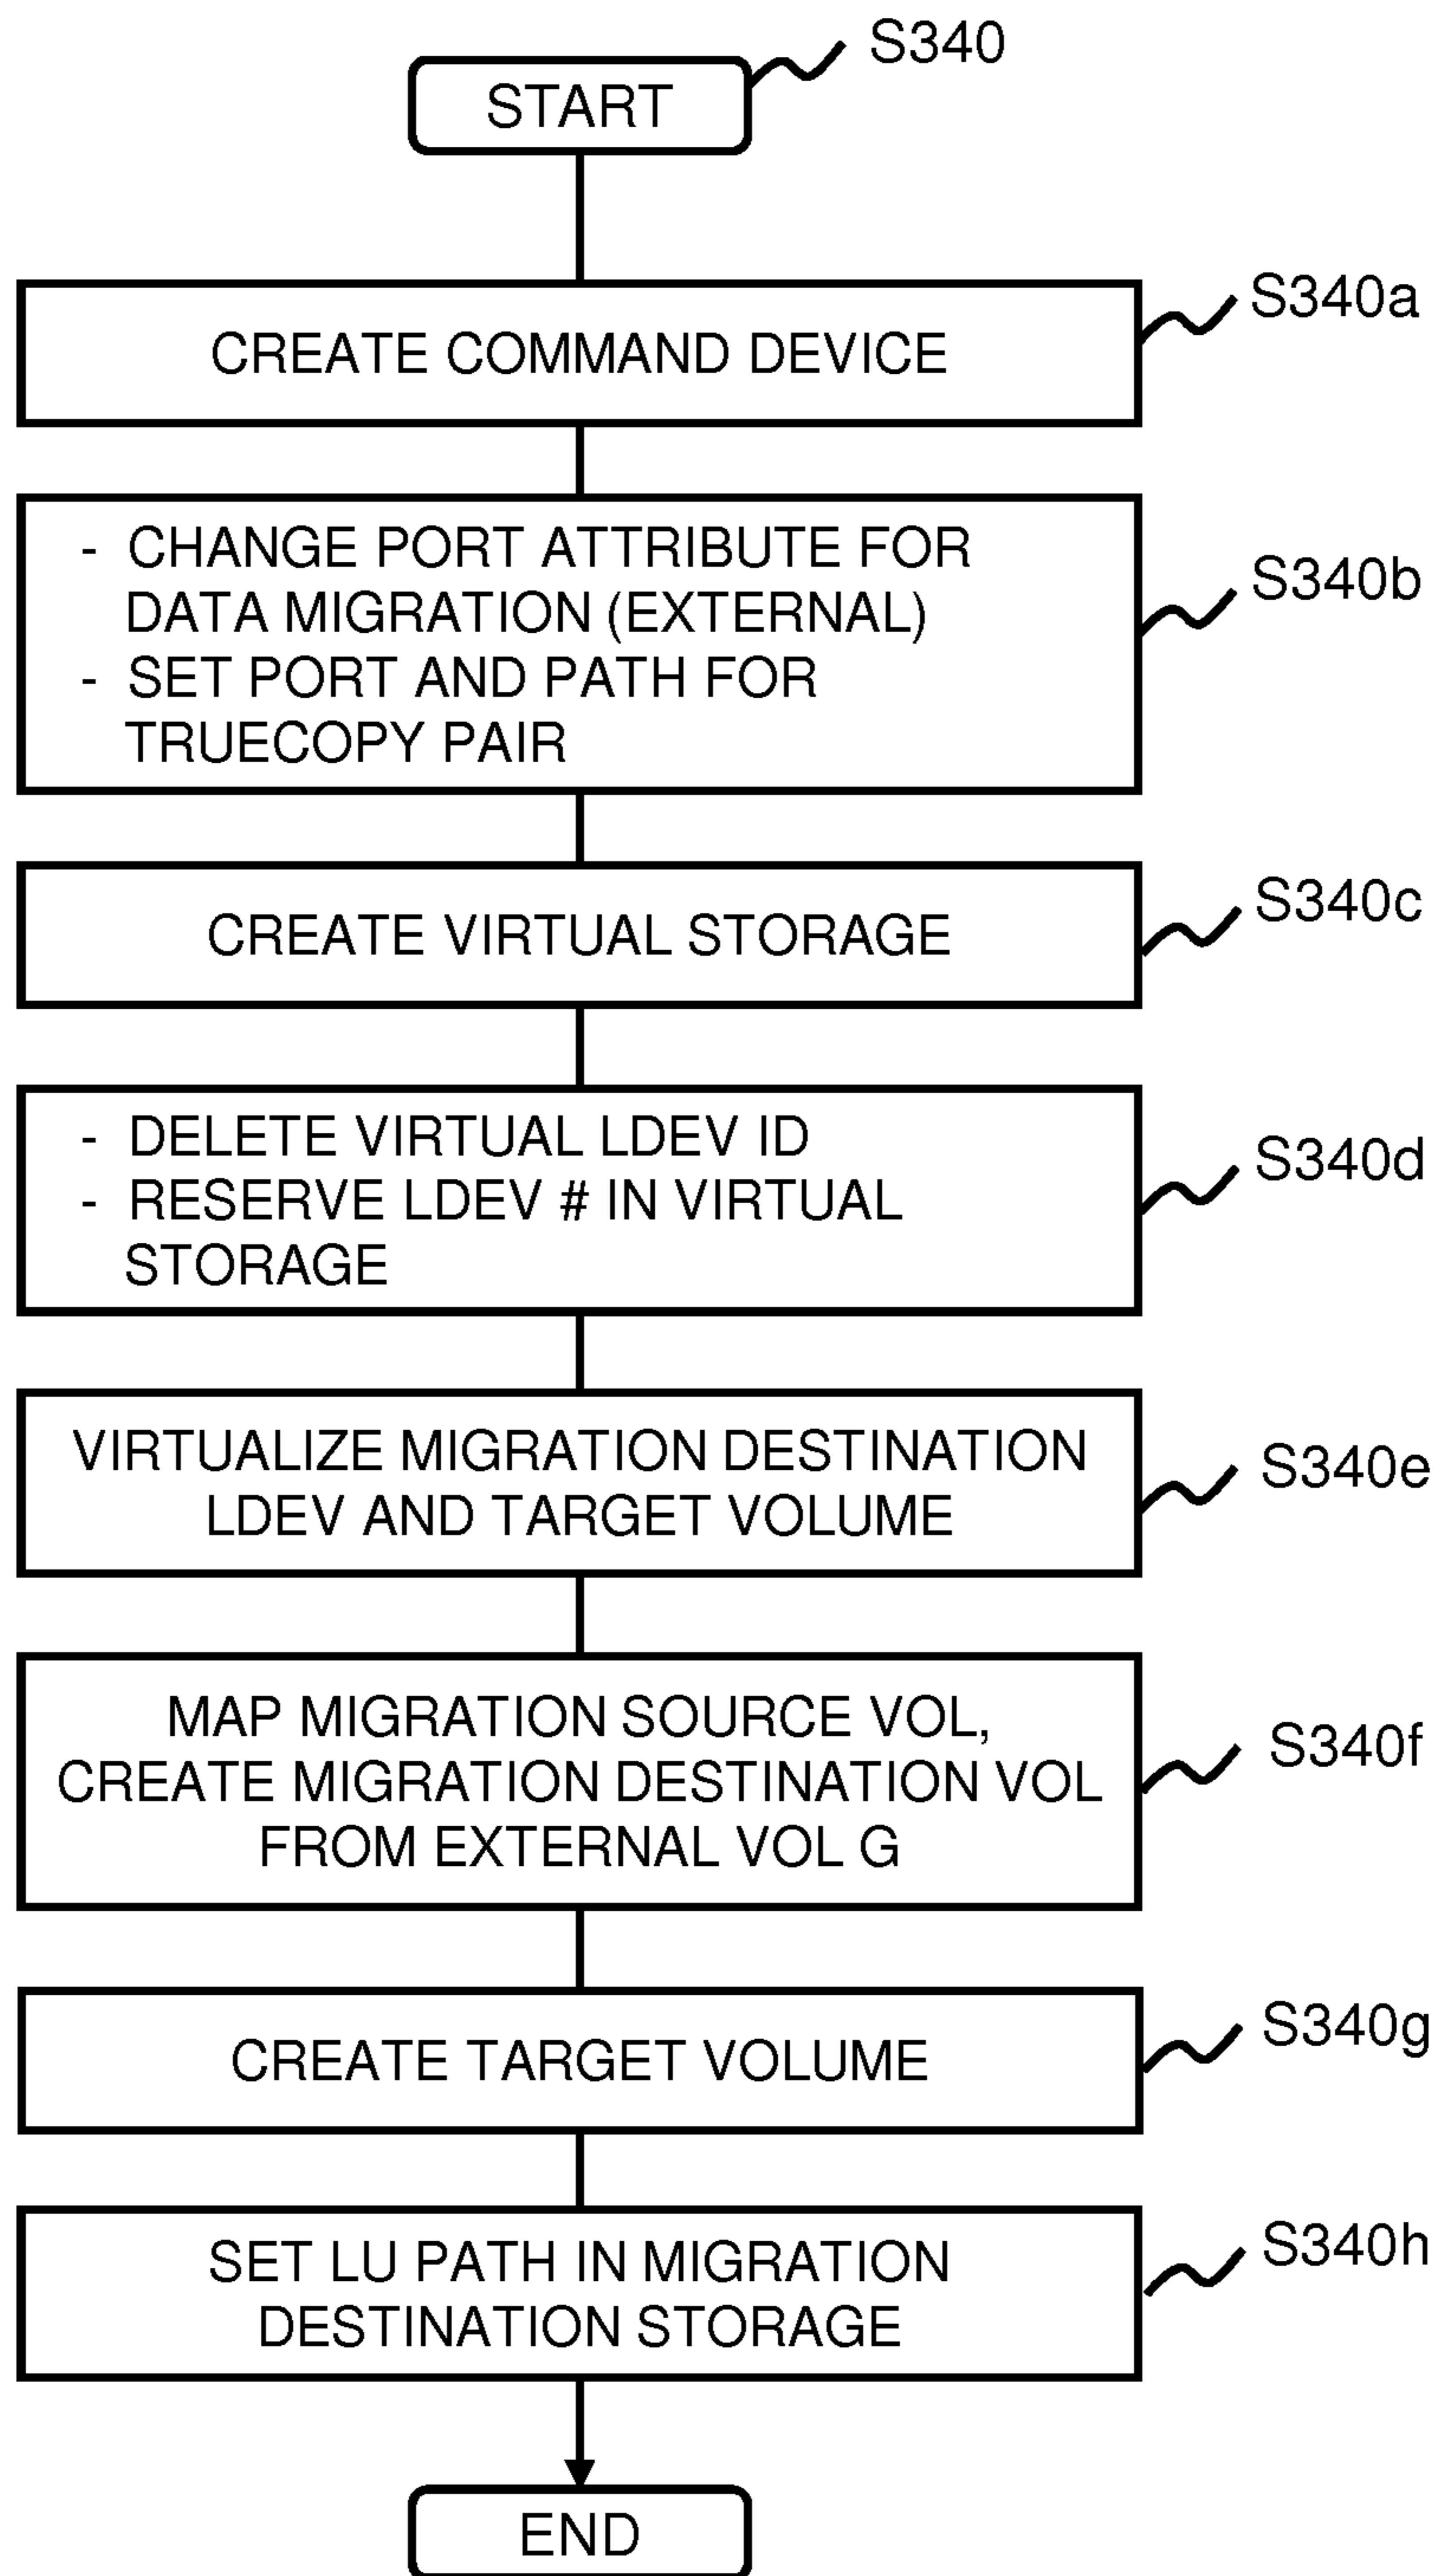 S340
START
S340a
CREATE COMMAND DEVICE
- CHANGE PORT ATTRIBUTE FOR
DATA MIGRATION (EXTERNAL)
- SET PORT AND PATH FOR
TRUECOPY PAIR
S340b
CREATE VIRTUAL STORAGE
S340c
- DELETE VIRTUAL LDEV ID
- RESERVE LDEV # IN VIRTUAL
STORAGE
S340d
VIRTUALIZE MIGRATION DESTINATION
LDEV AND TARGET VOLUME
S340e
MAP MIGRATION SOURCE VOL,
CREATE MIGRATION DESTINATION VOL
FROM EXTERNAL VOL G
S340f
CREATE TARGET VOLUME
S340g
SET LU PATH IN MIGRATION
DESTINATION STORAGE
S340h
END